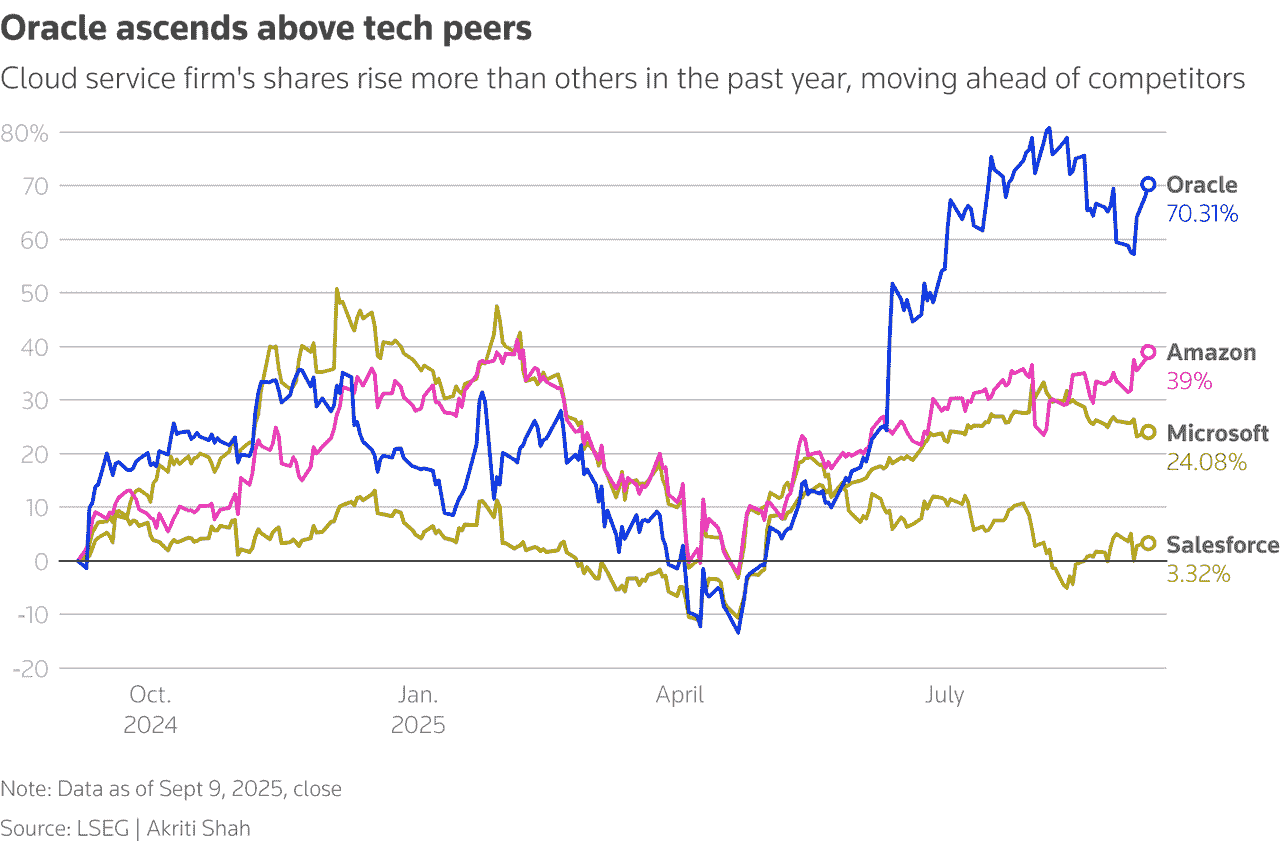 Oracle ascends above tech peers
Cloud service firm's shares rise more than others in the past year, moving ahead of competitors
80%
70
60
50
40
30
20
10
0
-10
-20
Oracle
70.31%
Amazon
39%
Microsoft
24.08%
Salesforce
3.32%
Oct.
2024
Jan.
2025
April
July
Note: Data as of Sept 9, 2025, close
Source: LSEG | Akriti Shah